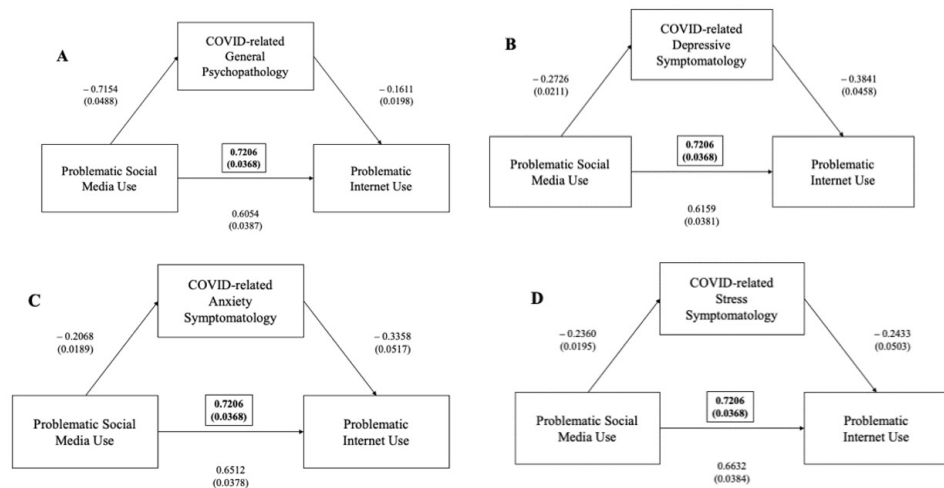 A
COVID-related
General
Psychopathology
– 0.7154
(0.0488)
– 0.1611
(0.0198)
Problematic Social
Media Use
0.7206
(0.0368)
Problematic
Internet Use
0.6054
(0.0387)
B
COVID-related
Depressive
Symptomatology
– 0.2726
(0.0211)
– 0.3841
(0.0458)
Problematic Social
Media Use
0.7206
(0.0368)
Problematic
Internet Use
0.6159
(0.0381)
C
COVID-related
Anxiety
Symptomatology
– 0.2068
(0.0189)
– 0.3358
(0.0517)
Problematic Social
Media Use
0.7206
(0.0368)
Problematic
Internet Use
0.6512
(0.0378)
D
COVID-related
Stress
Symptomatology
– 0.2360
(0.0195)
– 0.2433
(0.0503)
Problematic Social
Media Use
0.7206
(0.0368)
Problematic
Internet Use
0.6632
(0.0384)